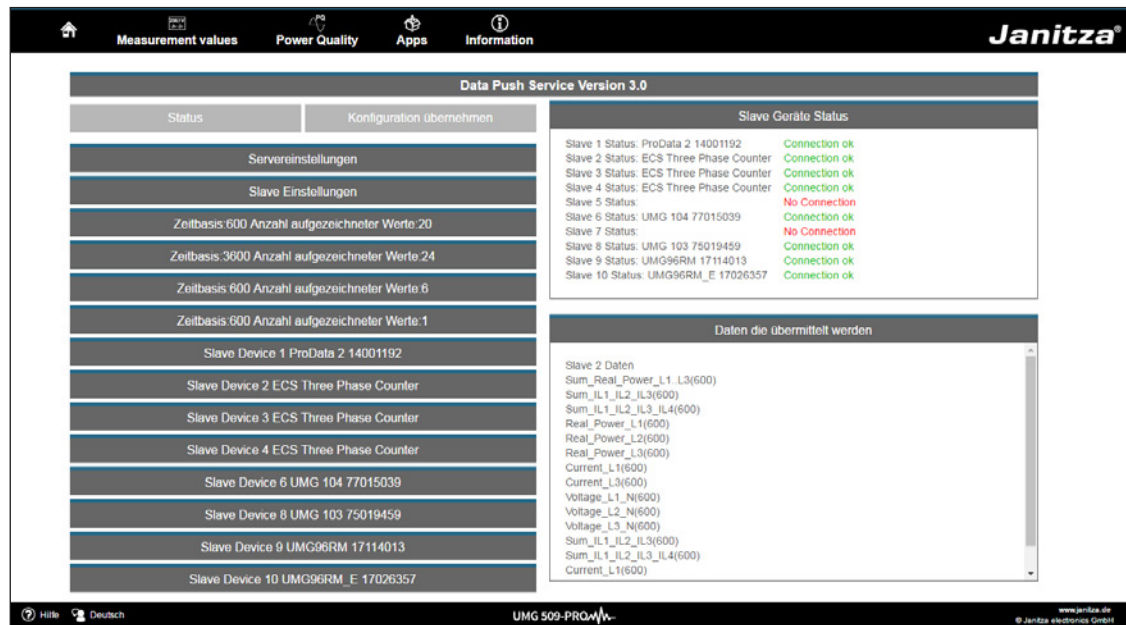 Measurement values
Power Quality
Apps
Information
Janitza®
Data Push Service Version 3.0
Status
Konfiguration übernehmen
Servereinstellungen
Slave Einstellungen
Zeitbasis:600 Anzahl aufgezeichneter Werte:20
Zeitbasis:3600 Anzahl aufgezeichneter Werte:24
Zeitbasis:600 Anzahl aufgezeichneter Werte:6
Zeitbasis:600 Anzahl aufgezeichneter Werte:1
Slave Device 1 ProData 2 14001192
Slave Device 2 ECS Three Phase Counter
Slave Device 3 ECS Three Phase Counter
Slave Device 4 ECS Three Phase Counter
Slave Device 6 UMG 104 77015039
Slave Device 8 UMG 103 75019459
Slave Device 9 UMG96RM 17114013
Slave Device 10 UMG96RM_E 17026357
Slave Geräte Status
Slave 1 Status: ProData 2 14001192 Connection ok
Slave 2 Status: ECS Three Phase Counter Connection ok
Slave 3 Status: ECS Three Phase Counter Connection ok
Slave 4 Status: ECS Three Phase Counter Connection ok
Slave 5 Status: No Connection
Slave 6 Status: UMG 104 77015039 Connection ok
Slave 7 Status: No Connection
Slave 8 Status: UMG 103 75019459 Connection ok
Slave 9 Status: UMG96RM 17114013 Connection ok
Slave 10 Status: UMG96RM_E 17026357 Connection ok
Daten die übermittelt werden
Slave 2 Daten
Sum_Real_Power_L1..L3(600)
Sum_IL1_IL2_IL3(600)
Sum_IL1_IL2_IL3_IL4(600)
Real_Power_L1(600)
Real_Power_L2(600)
Real_Power_L3(600)
Current_L1(600)
Current_L3(600)
Voltage_L1_N(600)
Voltage_L2_N(600)
Voltage_L3_N(600)
Sum_IL1_IL2_IL3(600)
Sum_IL1_IL2_IL3_IL4(600)
Current_L1(600)
Hilfe
Deutsch
UMG 509-PRO
www.janitza.de
© Janitza electronics GmbH